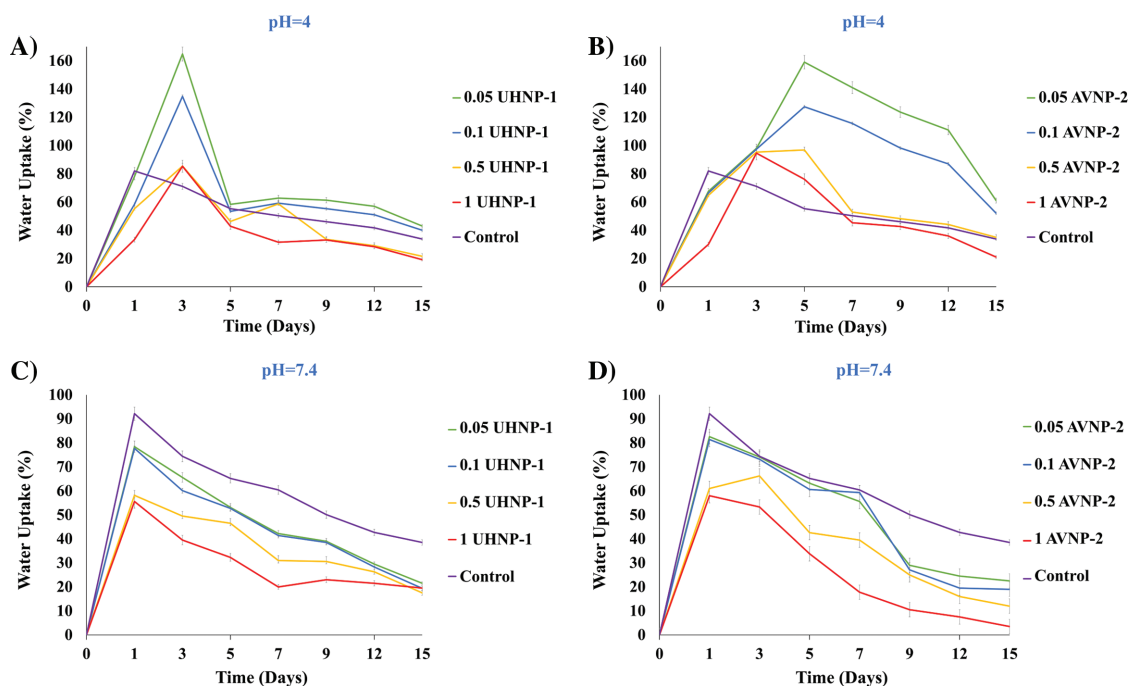 A)
pH=4
Water Uptake (%)
160
140
120
100
80
60
40
20
0
0 1 3 5 7 9 12 15
Time (Days)
0.05 UHNP-1
0.1 UHNP-1
0.5 UHNP-1
1 UHNP-1
Control
B)
pH=4
Water Uptake (%)
160
140
120
100
80
60
40
20
0
0 1 3 5 7 9 12 15
Time (Days)
0.05 AVNP-2
0.1 AVNP-2
0.5 AVNP-2
1 AVNP-2
Control
C)
pH=7.4
Water Uptake (%)
100
90
80
70
60
50
40
30
20
10
0
0 1 3 5 7 9 12 15
Time (Days)
0.05 UHNP-1
0.1 UHNP-1
0.5 UHNP-1
1 UHNP-1
Control
D)
pH=7.4
Water Uptake (%)
100
90
80
70
60
50
40
30
20
10
0
0 1 3 5 7 9 12 15
Time (Days)
0.05 AVNP-2
0.1 AVNP-2
0.5 AVNP-2
1 AVNP-2
Control